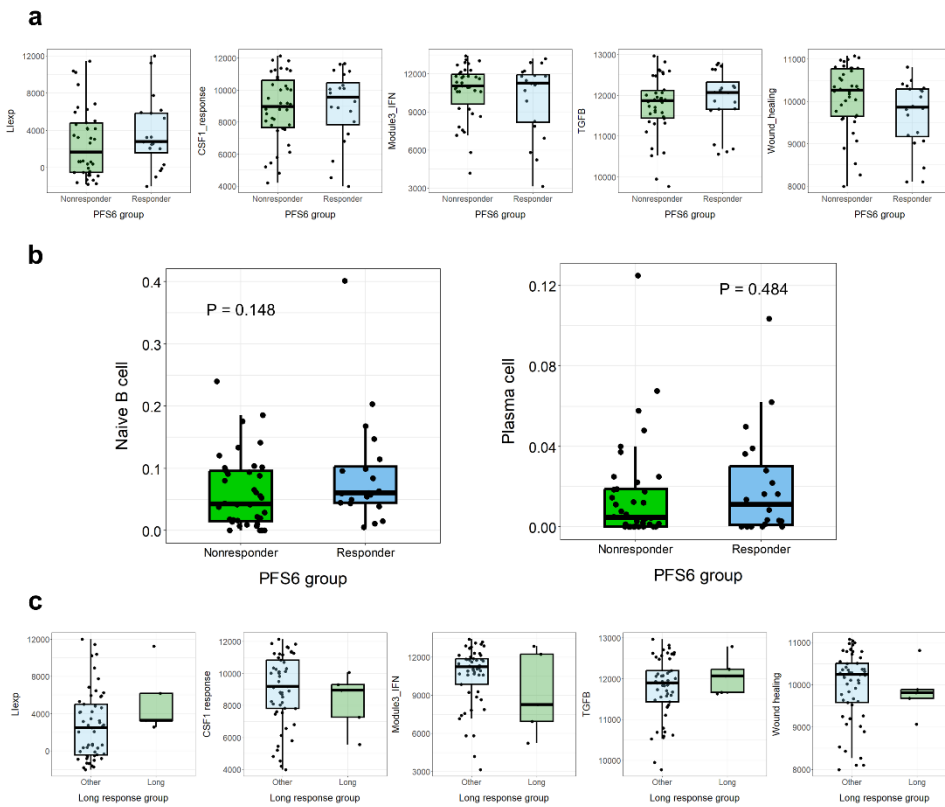 a
LIexp
12000
8000
4000
0
Nonresponder Responder
PFS6 group
CSF1_response
12000
10000
8000
6000
4000
Nonresponder Responder
PFS6 group
Module3_IFN
12000
9000
6000
3000
Nonresponder Responder
PFS6 group
TGFB
13000
12000
11000
10000
Nonresponder Responder
PFS6 group
Wound_healing
11000
10000
9000
8000
Nonresponder Responder
PFS6 group
b
Naive B cell
0.4
0.3
0.2
0.1
0.0
P = 0.148
Nonresponder Responder
PFS6 group
Plasma cell
0.12
0.08
0.04
0.00
P = 0.484
Nonresponder Responder
PFS6 group
c
LIexp
12000
8000
4000
0
Other Long
Long response group
CSF1 response
12000
10000
8000
6000
4000
Other Long
Long response group
Module3_IFN
12000
9000
6000
3000
Other Long
Long response group
TGFB
13000
12000
11000
10000
Other Long
Long response group
Wound healing
11000
10000
9000
8000
Other Long
Long response group